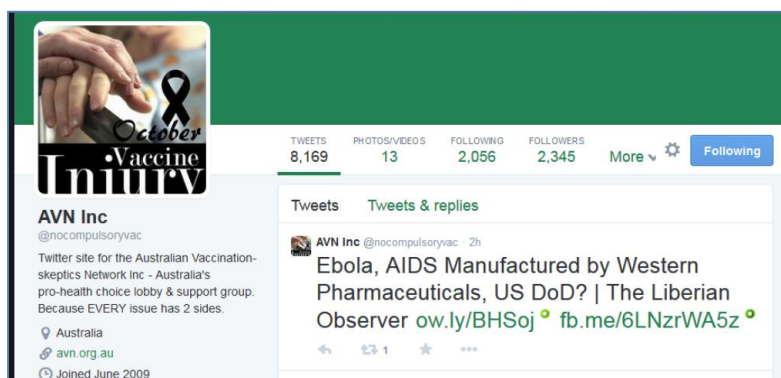 October
Vaccine
Injury
TWEETS
8,169
PHOTOS/VIDEOS
13
FOLLOWING
2,056
FOLLOWERS
2,345
More
Following
AVN Inc
@nocompulsoryvac
Twitter site for the Australian Vaccination-
skeptics Network Inc - Australia's
pro-health choice lobby & support group.
Because EVERY issue has 2 sides.
Australia
avn.org.au
Joined June 2009
Tweets Tweets & replies
AVN Inc @nocompulsoryvac · 2h
Ebola, AIDS Manufactured by Western
Pharmaceuticals, US DoD? | The Liberian
Observer ow.ly/BHSoj fb.me/6LNzrWA5z
1